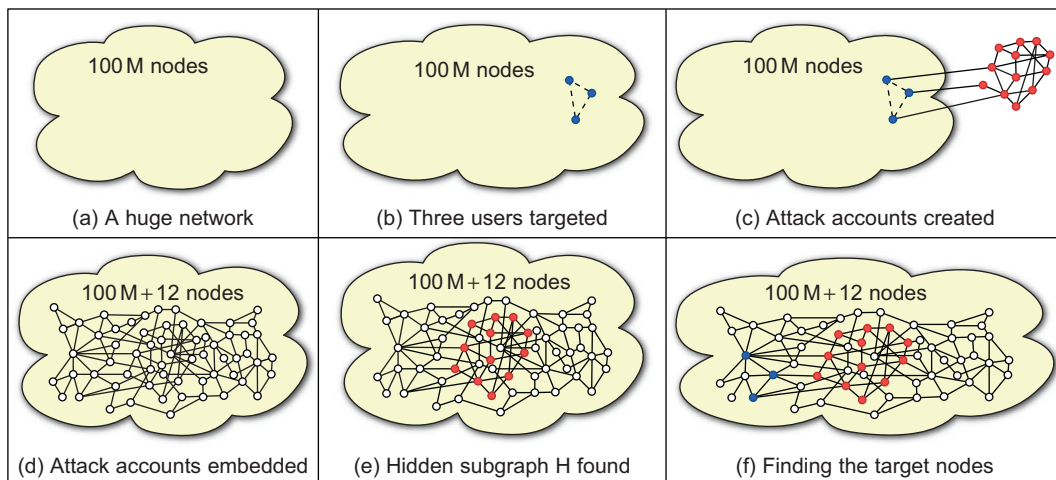 100 M nodes
(a) A huge network
100 M nodes
(b) Three users targeted
100 M nodes
(c) Attack accounts created
100 M + 12 nodes
(d) Attack accounts embedded
100 M + 12 nodes
(e) Hidden subgraph H found
100 M + 12 nodes
(f) Finding the target nodes